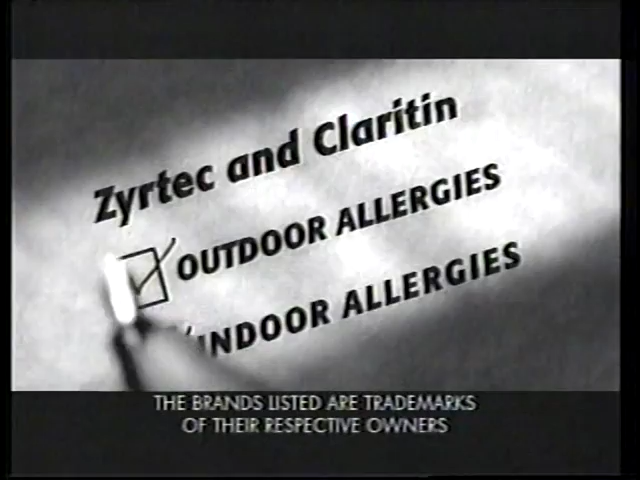 Zyrtec and Claritin
OUTDOOR ALLERGIES
INDOOR ALLERGIES
THE BRANDS LISTED ARE TRADEMARKS
OF THEIR RESPECTIVE OWNERS